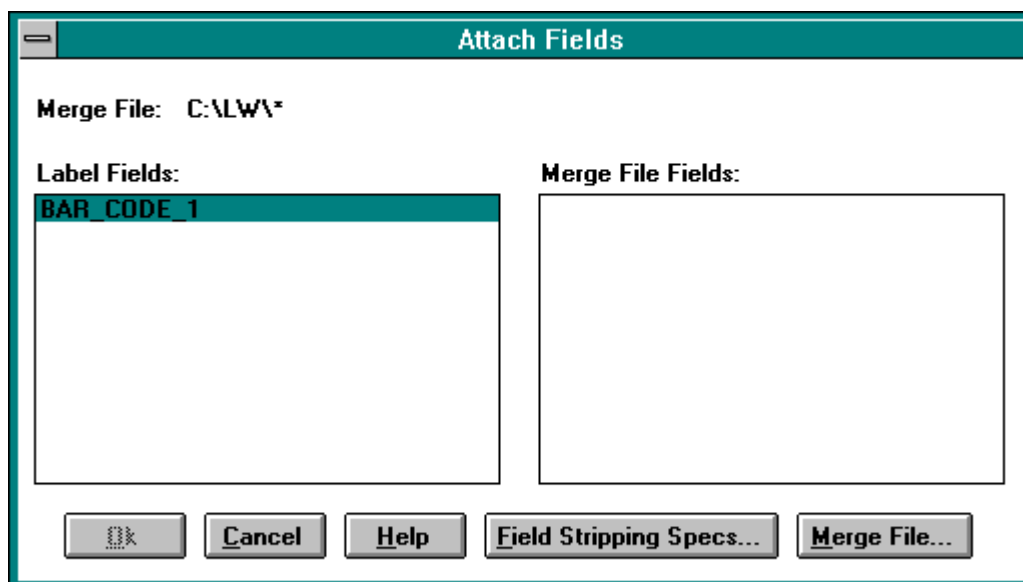 Attach Fields
Merge File: C:\LW\*
Label Fields: Merge File Fields:
BAR_CODE_1
Ok Cancel Help Field Stripping Specs... Merge File...